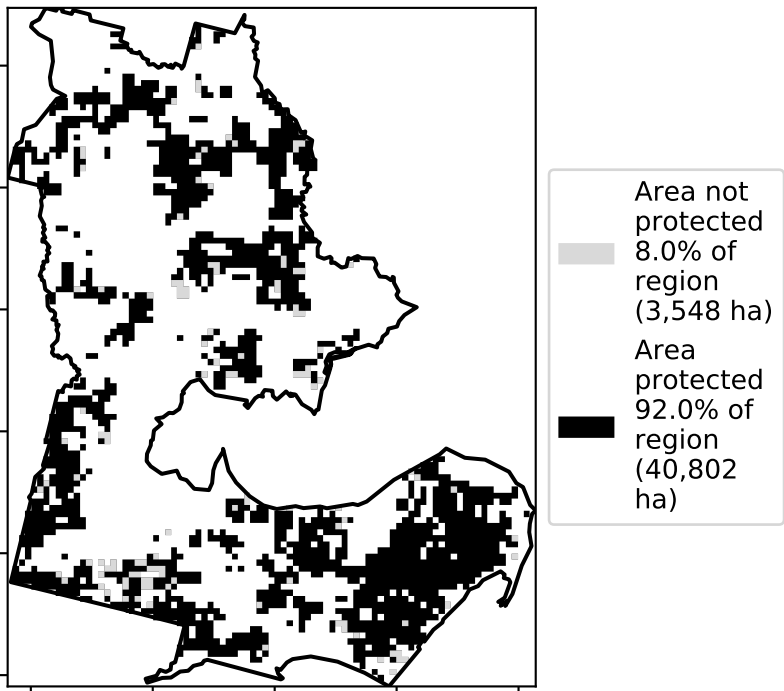 Area not
protected
8.0% of
region
(3,548 ha)
Area
protected
92.0% of
region
(40,802
ha)